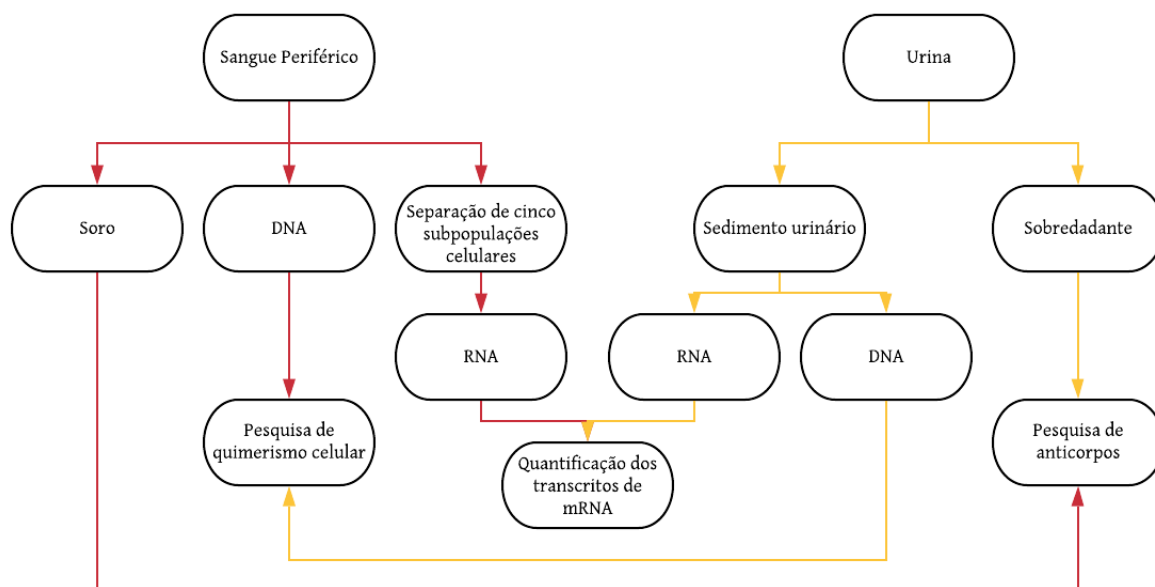 Sangue Periférico
Urina
Soro
DNA
Separação de cinco
subpopulações
celulares
Sedimento urinário
Sobredadante
RNA
RNA
DNA
Pesquisa de
quimerismo celular
Quantificação dos
transcritos de
mRNA
Pesquisa de
anticorpos